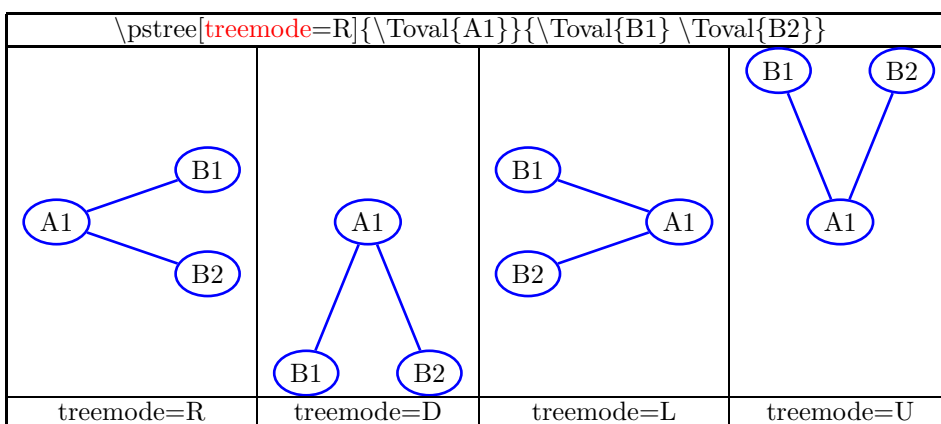 \pstree[treemode=R]{\Toval{A1}}{\Toval{B1} \Toval{B2}}
B1 B2
B1 B1
A1 A1 A1 A1
B2 B2
B1 B2
treemode=R treemode=D treemode=L treemode=U